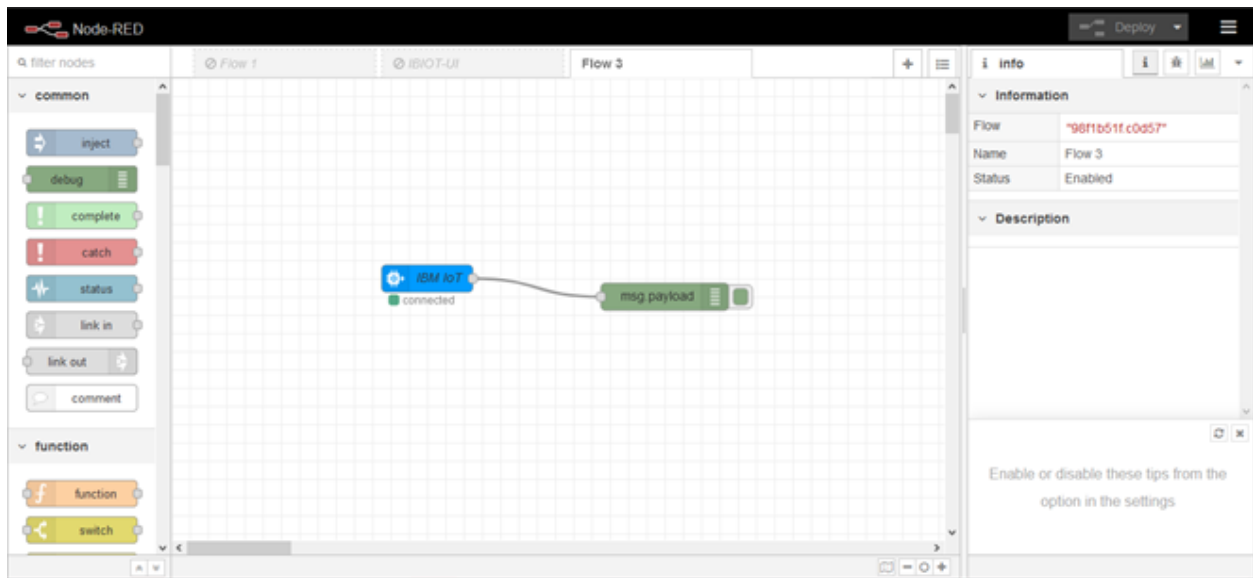 Node-RED
Deploy
filter nodes
Flow 1
IBIOT-UI
Flow 3
i info
i
common
Information
inject
Flow "98f1b51f.c0d57"
Name Flow 3
debug
Status Enabled
complete
Description
catch
IBM IoT
status
connected
msg.payload
link in
link out
comment
function
Enable or disable these tips from the
option in the settings
function
switch